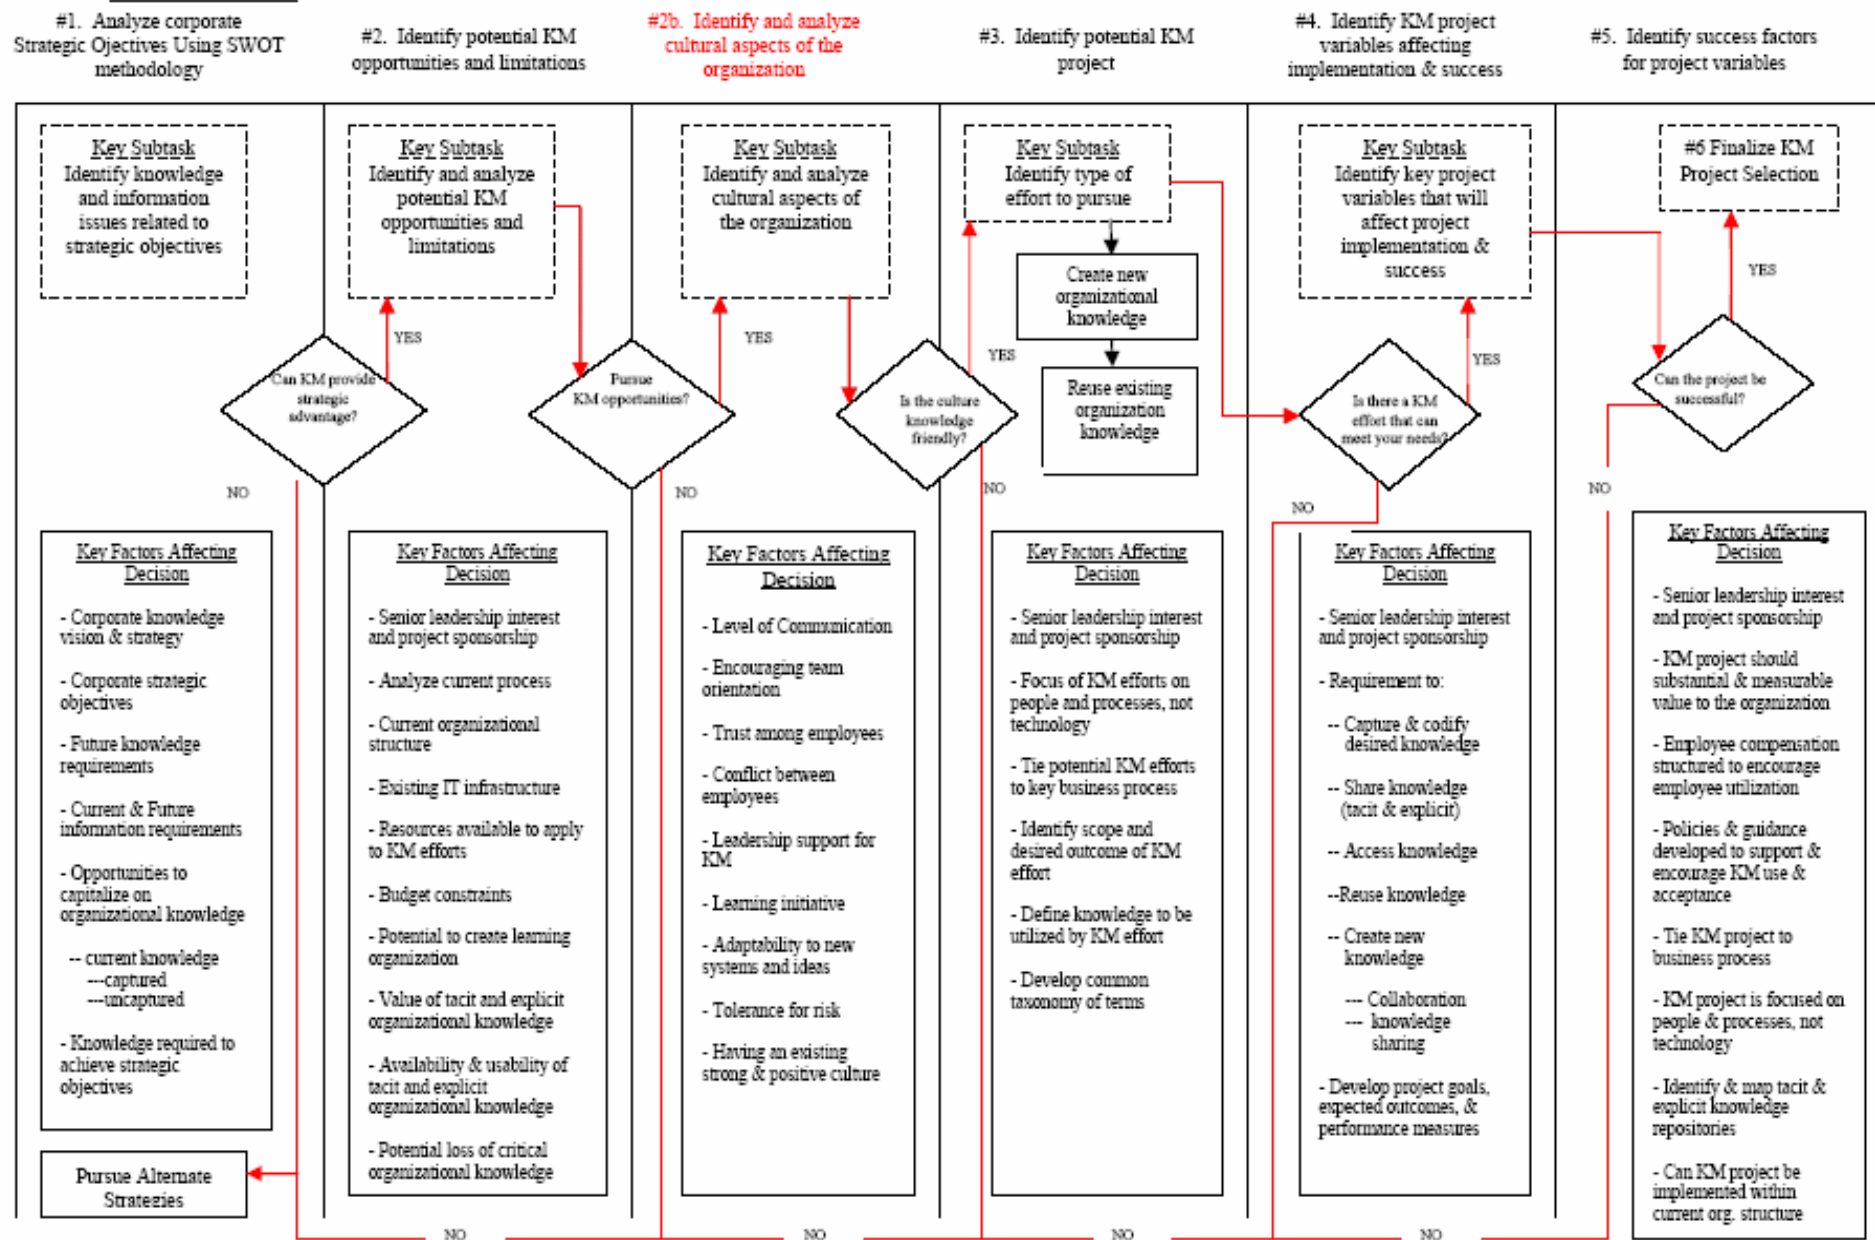 #1. Analyze corporate
Strategic Ojectives Using SWOT
methodology
#2. Identify potential KM
opportunities and limitations
#2b. Identify and analyze
cultural aspects of the
organization
#3. Identify potential KM
project
#4. Identify KM project
variables affecting
implementation & success
#5. Identify success factors
for project variables
Key Subtask
Identify knowledge
and information
issues related to
strategic objectives
Key Subtask
Identify and analyze
potential KM
opportunities and
limitations
Key Subtask
Identify and analyze
cultural aspects of
the organization
Key Subtask
Identify type of
effort to pursue
Create new
organizational
knowledge
Reuse existing
organization
knowledge
Key Subtask
Identify key project
variables that will
affect project
implementation &
success
#6 Finalize KM
Project Selection
YES
YES
YES
YES
YES
Can KM provide
strategic
advantage?
Pursue
KM opportunities?
Is the culture
knowledge
friendly?
Is there a KM
effort that can
meet your needs?
Can the project be
successful?
NO
NO
NO
NO
NO
Key Factors Affecting
Decision
- Corporate knowledge
vision & strategy
- Corporate strategic
objectives
- Future knowledge
requirements
- Current & Future
information requirements
- Opportunities to
capitalize on
organizational knowledge
-- current knowledge
---captured
---uncaptured
- Knowledge required to
achieve strategic
objectives
Pursue Alternate
Strategies
Key Factors Affecting
Decision
- Senior leadership interest
and project sponsorship
- Analyze current process
- Current organizational
structure
- Existing IT infrastructure
- Resources available to apply
to KM efforts
- Budget constraints
- Potential to create learning
organization
- Value of tacit and explicit
organizational knowledge
- Availability & usability of
tacit and explicit
organizational knowledge
- Potential loss of critical
organizational knowledge
Key Factors Affecting
Decision
- Level of Communication
- Encouraging team
orientation
- Trust among employees
- Conflict between
employees
- Leadership support for
KM
- Learning initiative
- Adaptability to new
systems and ideas
- Tolerance for risk
- Having an existing
strong & positive culture
Key Factors Affecting
Decision
- Senior leadership interest
and project sponsorship
- Focus of KM efforts on
people and processes, not
technology
- Tie potential KM efforts
to key business process
- Identify scope and
desired outcome of KM
effort
- Define knowledge to be
utilized by KM effort
- Develop common
taxonomy of terms
Key Factors Affecting
Decision
- Senior leadership interest
and project sponsorship
- Requirement to:
-- Capture & codify
desired knowledge
-- Share knowledge
(tacit & explicit)
-- Access knowledge
--Reuse knowledge
-- Create new
knowledge
--- Collaboration
--- knowledge
sharing
- Develop project goals,
expected outcomes, &
performance measures
Key Factors Affecting
Decision
- Senior leadership interest
and project sponsorship
- KM project should
substantial & measurable
value to the organization
- Employee compensation
structured to encourage
employee utilization
- Policies & guidance
developed to support &
encourage KM use &
acceptance
- Tie KM project to
business process
- KM project is focused on
people & processes, not
technology
- Identify & map tacit &
explicit knowledge
repositories
- Can KM project be
implemented within
current org. structure
NO
NO
NO
NO